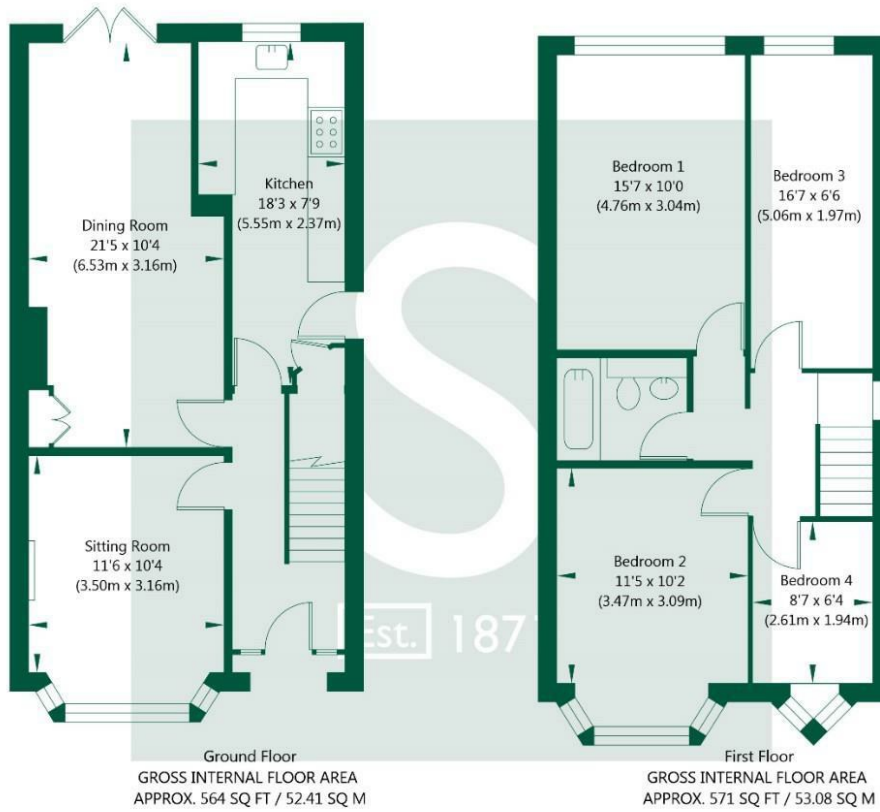 Dining Room
21'5 x 10'4
(6.53m x 3.16m)
Kitchen
18'3 x 7'9
(5.55m x 2.37m)
Sitting Room
11'6 x 10'4
(3.50m x 3.16m)
Ground Floor
GROSS INTERNAL FLOOR AREA
APPROX. 564 SQ FT / 52.41 SQ M
Bedroom 1
15'7 x 10'0
(4.76m x 3.04m)
Bedroom 3
16'7 x 6'6
(5.06m x 1.97m)
Bedroom 2
11'5 x 10'2
(3.47m x 3.09m)
Bedroom 4
8'7 x 6'4
(2.61m x 1.94m)
First Floor
GROSS INTERNAL FLOOR AREA
APPROX. 571 SQ FT / 53.08 SQ M
S
Est. 187